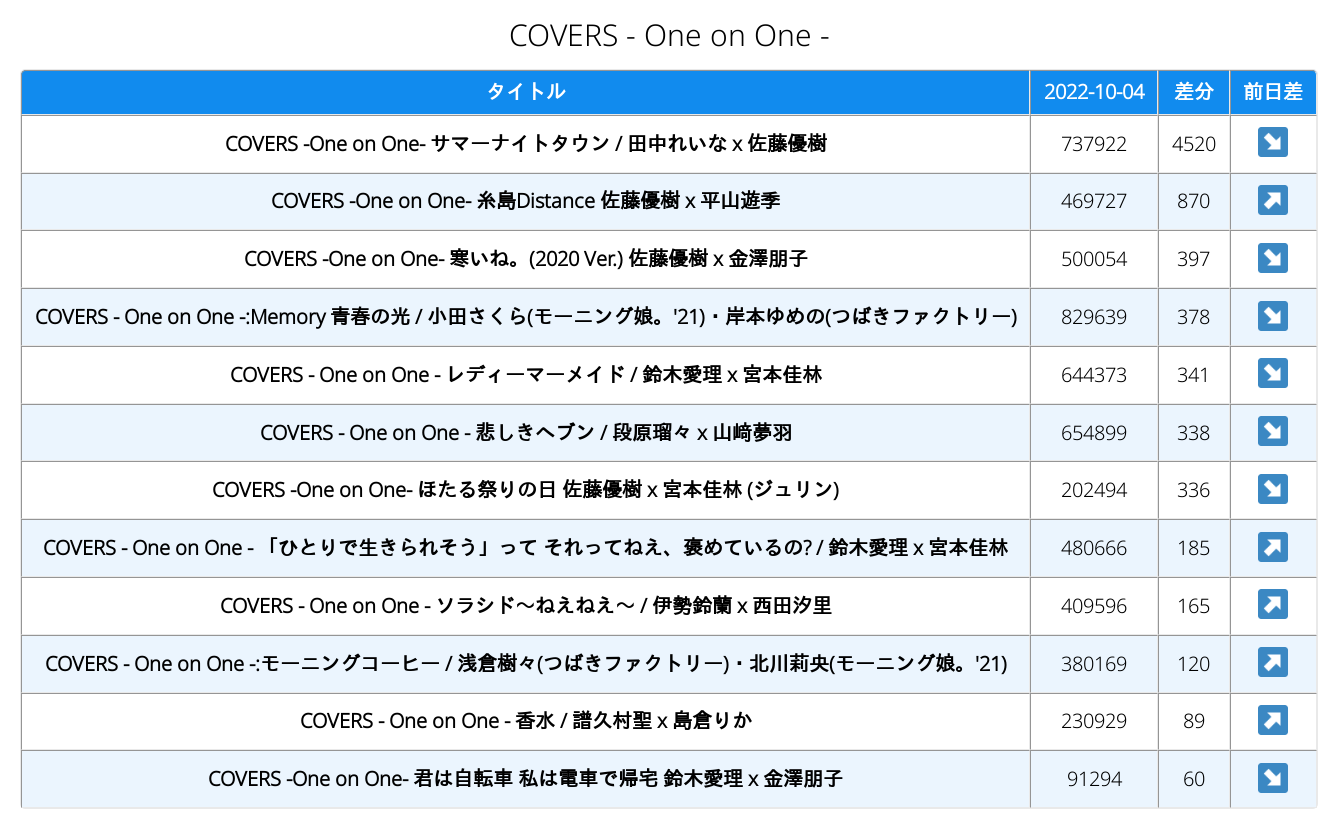 COVERS - One on One -
タイトル 2022-10-04 差分 前日差
COVERS -One on One- サマーナイトタウン / 田中れいな x 佐藤優樹 737922 4520
COVERS -One on One- 糸島Distance 佐藤優樹 x 平山遊季 469727 870
COVERS -One on One- 寒いね。(2020 Ver.) 佐藤優樹 x 金澤朋子 500054 397
COVERS - One on One -:Memory 青春の光 / 小田さくら(モーニング娘。'21)・岸本ゆめの(つばきファクトリー) 829639 378
COVERS - One on One - レディーマーメイド / 鈴木愛理 x 宮本佳林 644373 341
COVERS - One on One - 悲しきヘブン / 段原瑠々 x 山﨑夢羽 654899 338
COVERS -One on One- ほたる祭りの日 佐藤優樹 x 宮本佳林 (ジュリン) 202494 336
COVERS - One on One - 「ひとりで生きられそう」って それってねえ、褒めているの? / 鈴木愛理 x 宮本佳林 480666 185
COVERS - One on One - ソラシド〜ねえねえ〜 / 伊勢鈴蘭 x 西田汐里 409596 165
COVERS - One on One -:モーニングコーヒー / 浅倉樹々(つばきファクトリー)・北川莉央(モーニング娘。'21) 380169 120
COVERS - One on One - 香水 / 譜久村聖 x 島倉りか 230929 89
COVERS -One on One- 君は自転車 私は電車で帰宅 鈴木愛理 x 金澤朋子 91294 60